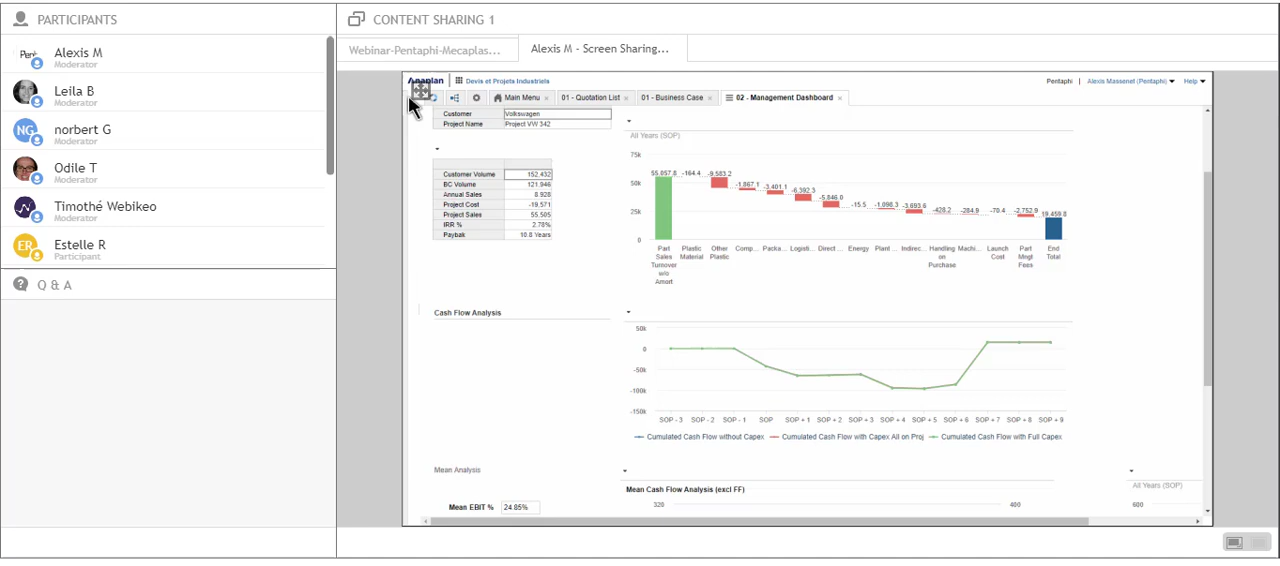 PARTICIPANTS
Alexis M
Moderator
Leila B
Moderator
NG
norbert G
Moderator
Odile T
Moderator
Timothé Webikeo
Moderator
ER
Estelle R
Participant
Q & A
CONTENT SHARING 1
Webinar-Pentaphi-Mecaplas...
Alexis M - Screen Sharing...
Anaplan
Devis et Projets Industriels
Pentaphi
Alexis Massenet (Pentaphi)
Help
Main Menu
01 - Quotation List
01 - Business Case
02 - Management Dashboard
Customer Volkswagen
Project Name Project VW 342
Customer Volume 152,432
BC Volume 121,946
Annual Sales 8,928
Project Cost -19,571
Project Sales 55,505
IRR % 2.78%
Paybak 10.8 Years
All Years (SOP)
75k
50k
25k
0
55,057.8 -164.4 -9,583.2 -1,867.1 -3,401.1 -6,392.3 -5,846.0 -15.5 -1,098.3 -3,693.6 -428.2 -284.9 -70.4 -2,752.9 19,459.8
Part Sales Turnover w/o Amort
Plastic Material
Other Plastic
Comp...
Packa...
Logisti...
Direct ...
Energy
Plant ...
Indirec...
Handling on Purchase
Machi...
Launch Cost
Part Mngt Fees
End Total
Cash Flow Analysis
50k
0
-50k
-100k
-150k
SOP - 3 SOP - 2 SOP - 1 SOP SOP + 1 SOP + 2 SOP + 3 SOP + 4 SOP + 5 SOP + 6 SOP + 7 SOP + 8 SOP + 9
Cumulated Cash Flow without Capex
Cumulated Cash Flow with Capex All on Proj
Cumulated Cash Flow with Full Capex
Mean Analysis
Mean Cash Flow Analysis (excl FF)
Mean EBIT % 24.85%
400
All Years (SOP)
600